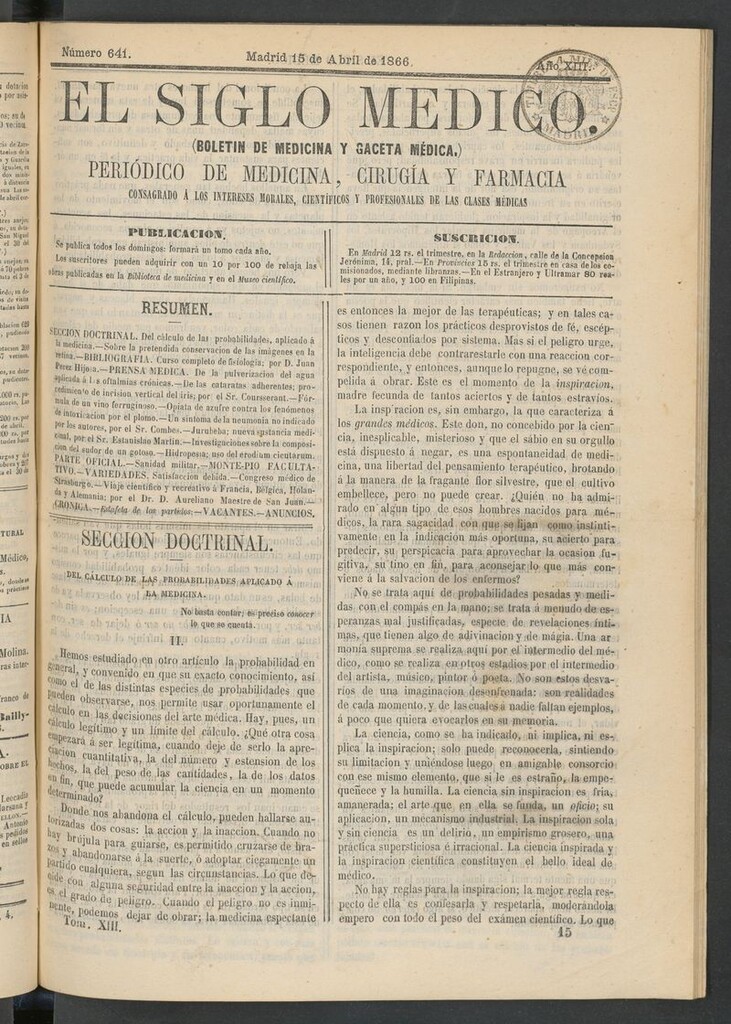 Número 641.
Madrid 15 de Abril de 1866.
Año XIII.
EL SIGLO MEDICO
(BOLETIN DE MEDICINA Y GACETA MÉDICA.)
PERIÓDICO DE MEDICINA, CIRUGÍA Y FARMACIA
CONSAGRADO Á LOS INTERESES MORALES, CIENTÍFICOS Y PROFESIONALES DE LAS CLASES MÉDICAS
PUBLICACION.
Se publica todos los domingos: formará un tomo cada año.
Los suscritores pueden adquirir con un 10 por 100 de rebaja las
obras publicadas en la Biblioteca de medicina y en el Museo científico.
SUSCRICION.
En Madrid 12 rs. el trimestre, en la Redaccion, calle de la Concepcion
Jerónima, 14, pral.—En Provincias 15 rs. el trimestre en casa de los co-
misionados, mediante libranzas.—En el Estranjero y Ultramar 80 rea-
les por un año, y 100 en Filipinas.
RESUMEN.
SECCION DOCTRINAL. Del cálculo de las probabilidades, aplicado á
la medicina.—Sobre la pretendida conservacion de las imágenes en la
retina.—BIBLIOGRAFIA. Curso completo de fisiología; por D. Juan
Perez Hijo.—PRENSA MEDICA. De la pulverizacion del agua
aplicada á las oftalmías crónicas.—De las cataratas adherentes; pro-
cedimiento de incision vertical del iris; por el Sr. Coursserant.—Fór-
mula de un vino ferruginoso.—Opiata de azufre contra los fenómenos
de intoxicacion por el plomo.—Un síntoma de la neumonia no indicado
por los autores, por el Sr. Combes.—Jurubeba; nueva sustancia medi-
cinal, por el Sr. Estanislao Martin.—Investigaciones sobre la composi-
cion del sudor de un gotoso.—Hidropesia; uso del erodium cicutarum.
PARTE OFICIAL.—Sanidad militar.—MONTE-PIO FACULTA-
TIVO.—VARIEDADES. Satisfaccion debida.—Congreso médico de
Strasburgo.—Viaje científico y recreativo á Francia, Bélgica, Holan-
da y Alemania; por el Dr. D. Aureliano Maestre de San Juan.—
CRONICA.—Estafeta de los partidos.—VACANTES.—ANUNCIOS.
SECCION DOCTRINAL.
DEL CÁLCULO DE LAS PROBABILIDADES APLICADO Á
LA MEDICINA.
No basta contar; es preciso conocer
lo que se cuenta.
II.
Hemos estudiado en otro artículo la probabilidad en
general, y convenido en que su exacto conocimiento, así
como el de las distintas especies de probabilidades que
pueden observarse, nos permite usar oportunamente el
cálculo en las decisiones del arte médica. Hay, pues, un
cálculo legítimo y un límite del cálculo. ¿Qué otra cosa
empezará á ser legítima, cuando deje de serlo la apre-
ciacion cuantitativa, la del número y estension de los
hechos, la del peso de las cantidades, la de los datos
en fin, que puede acumular la ciencia en un momento
determinado?
Donde nos abandona el cálculo, pueden hallarse au-
torizadas dos cosas: la accion y la inaccion. Cuando no
hay brújula para guiarse, es permitido cruzarse de bra-
zos y abandonarse á la suerte, ó adoptar ciegamente un
partido cualquiera, segun las circunstancias. Lo que de-
cide con alguna seguridad entre la inaccion y la accion,
es el grado de peligro. Cuando el peligro no es inmi-
nente, podemos dejar de obrar; la medicina espectante
Tom. XIII.
es entonces la mejor de las terapéuticas; y en tales ca-
sos tienen razon los prácticos desprovistos de fé, escép-
ticos y desconfiados por sistema. Mas si el peligro urge,
la inteligencia debe contrarestarle con una reaccion cor-
respondiente, y entonces, aunque lo repugne, se vé com-
pelida á obrar. Este es el momento de la inspiracion,
madre fecunda de tantos aciertos y de tantos estravíos.
La inspiracion es, sin embargo, la que caracteriza á
los grandes médicos. Este don, no concebido por la cien-
cia, inesplicable, misterioso y que el sábio en su orgullo
está dispuesto á negar, es una espontaneidad de medi-
cina, una libertad del pensamiento terapéutico, brotando
á la manera de la fragante flor silvestre, que el cultivo
embellece, pero no puede crear. ¿Quién no ha admi-
rado en algun tipo de esos hombres nacidos para mé-
dicos, la rara sagacidad con que se fijan como instinti-
vamente en la indicacion más oportuna, su acierto para
predecir, su perspicacia para aprovechar la ocasion fu-
gitiva, su tino en fin, para aconsejar lo que más con-
viene á la salvacion de los enfermos?
No se trata aquí de probabilidades pesadas y medi-
das con el compás en la mano; se trata á menudo de es-
peranzas mal justificadas, especie de revelaciones ínti-
mas, que tienen algo de adivinacion y de mágia. Una ar
monía suprema se realiza aquí por el intermedio del mé-
dico, como se realiza en otros estadios por el intermedio
del artista, músico, pintor ó poeta. No son estos desva-
rios de una imaginacion desenfrenada: son realidades
de cada momento, y de las cuales á nadie faltan ejemplos,
á poco que quiera evocarlos en su memoria.
La ciencia, como se ha indicado, ni implica, ni es-
plica la inspiracion; solo puede reconocerla, sintiendo
su limitacion y uniéndose luego en amigable consorcio
con ese mismo elemento, que si le es estraño, la empe-
queñece y la humilla. La ciencia sin inspiracion es fria,
amanerada; el arte que en ella se funda, un oficio; su
aplicacion, un mecanismo industrial. La inspiracion sola
y sin ciencia es un delirio, un empirismo grosero, una
práctica supersticiosa é irracional. La ciencia inspirada y
la inspiracion científica constituyen el bello ideal de
médico.
No hay reglas para la inspiracion; la mejor regla res-
pecto de ella es confesarla y respetarla, moderándola
empero con todo el peso del exámen científico. Lo que
15